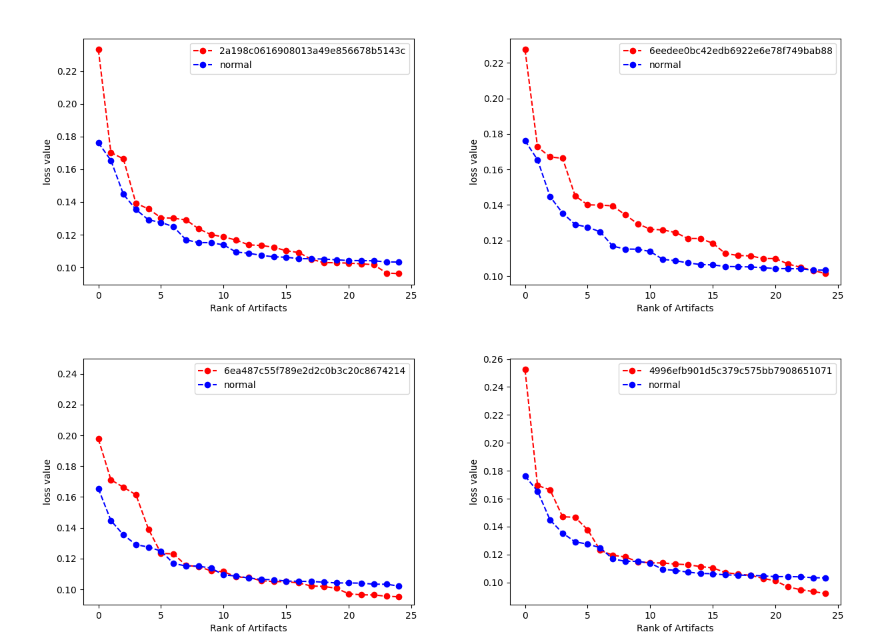 2a198c0616908013a49e856678b5143c
normal
0.22
0.20
0.18
0.16
0.14
0.12
0.10
loss value
0 5 10 15 20 25
Rank of Artifacts
6eedee0bc42edb6922e6e78f749bab88
normal
0.22
0.20
0.18
0.16
0.14
0.12
0.10
loss value
0 5 10 15 20 25
Rank of Artifacts
6ea487c55f789e2d2c0b3c20c8674214
normal
0.24
0.22
0.20
0.18
0.16
0.14
0.12
0.10
loss value
0 5 10 15 20 25
Rank of Artifacts
4996efb901d5c379c575bb7908651071
normal
0.26
0.24
0.22
0.20
0.18
0.16
0.14
0.12
0.10
loss value
0 5 10 15 20 25
Rank of Artifacts